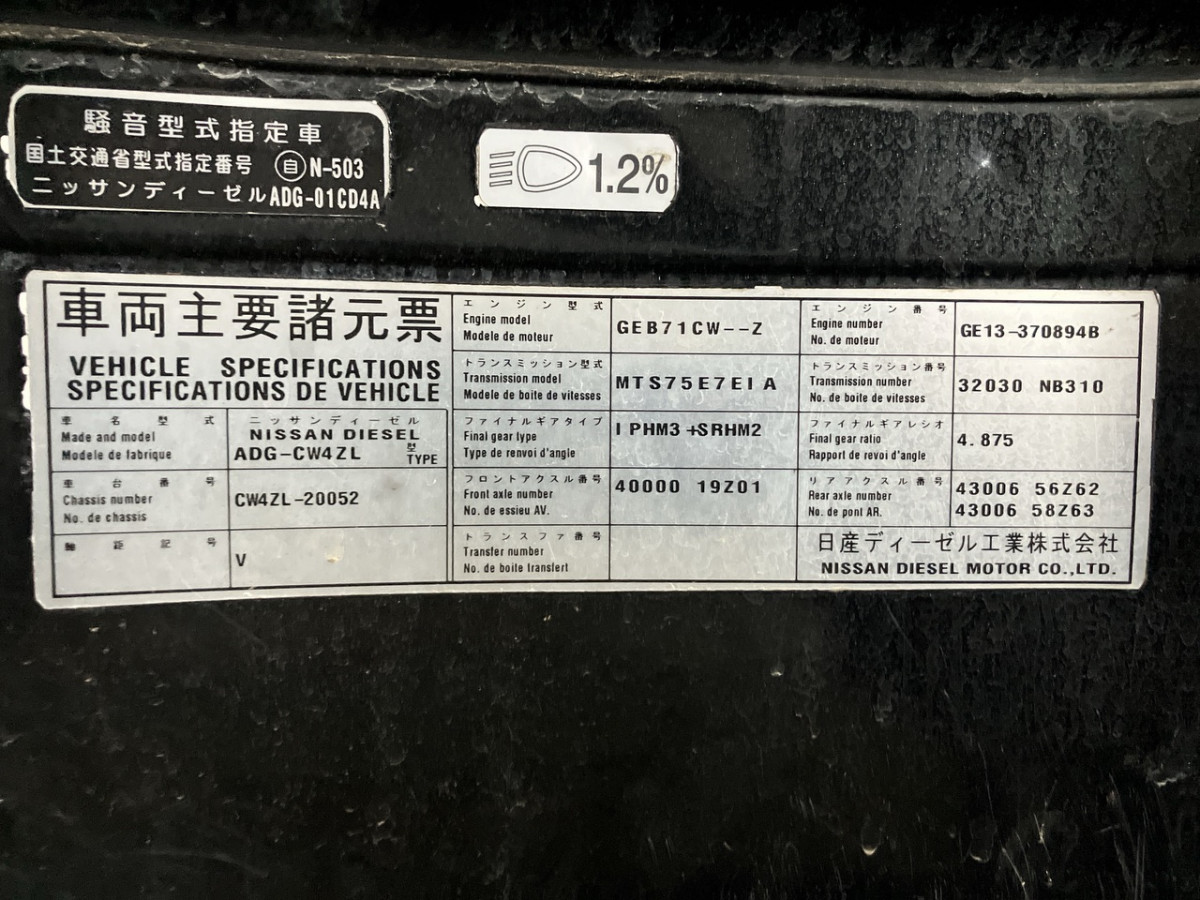 騒音型式指定車
国土交通省型式指定番号 自 N-503
ニッサンディーゼル ADG-01CD4A
1.2%
車両主要諸元票
VEHICLE SPECIFICATIONS
SPECIFICATIONS DE VEHICLE
車名型式
Made and model
Modele de fabrique
ニッサンディーゼル
NISSAN DIESEL
ADG-CW4ZL 型 TYPE
車台番号
Chassis number
No. de chassis
CW4ZL-20052
軸距記号
V
エンジン型式
Engine model
Modele de moteur
GEB71CW--Z
トランスミッション型式
Transmission model
Modele de boite de vitesses
MTS75E7E1A
ファイナルギアタイプ
Final gear type
Type de renvoi d'angle
1PHM3+SRHM2
フロントアクスル番号
Front axle number
No. de essieu AV.
40000 19Z01
トランスファ番号
Transfer number
No. de boite transfert
エンジン番号
Engine number
No. de moteur
GE13-370894B
トランスミッション番号
Transmission number
No. de boite de vitesses
32030 NB310
ファイナルギアレシオ
Final gear ratio
Rapport de revoi d'angle
4.875
リアアクスル番号
Rear axle number
No. de pont AR.
43006 56Z62
43006 58Z63
日産ディーゼル工業株式会社
NISSAN DIESEL MOTOR CO.,LTD.